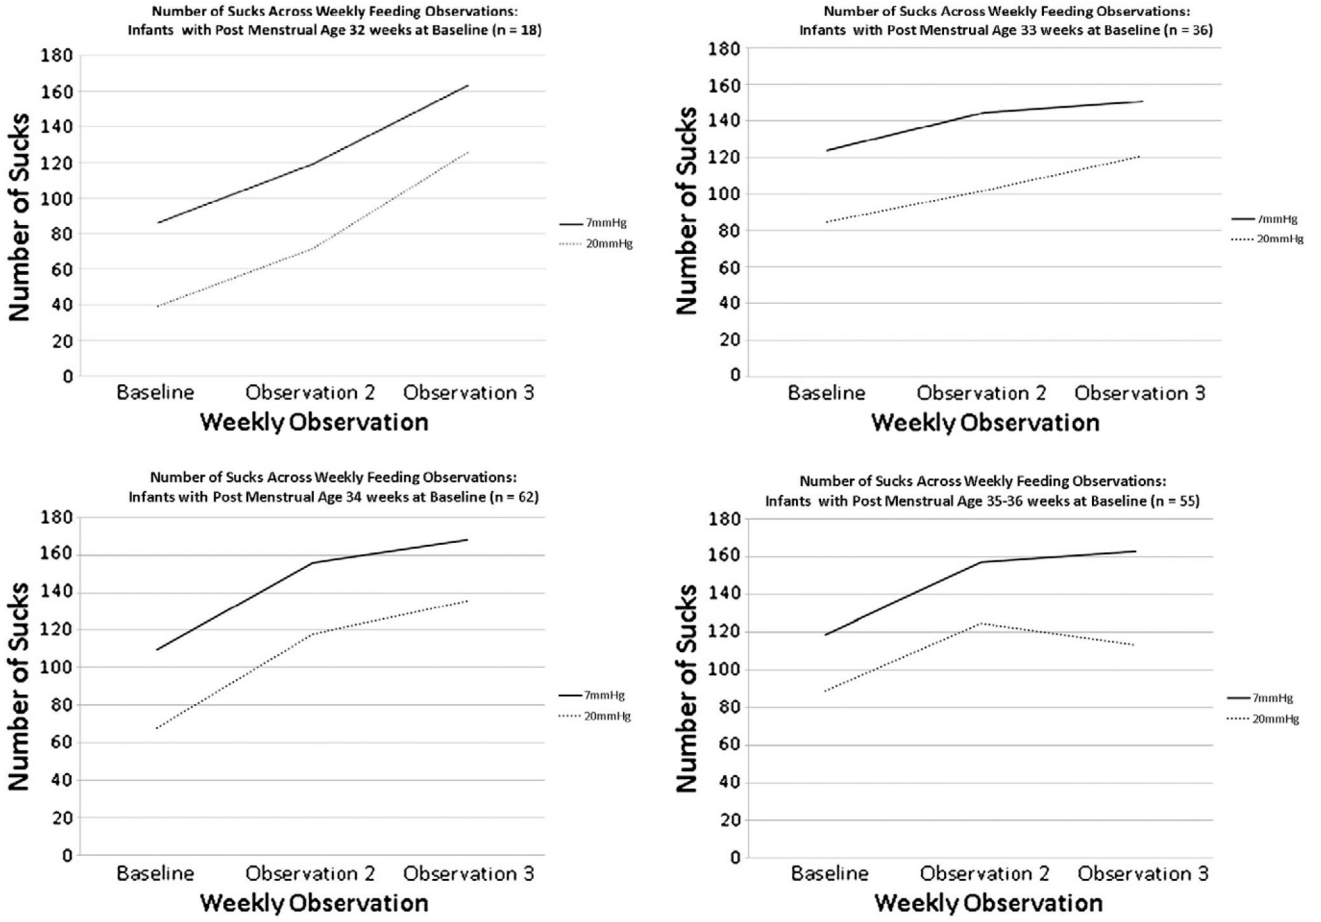 Number of Sucks Across Weekly Feeding Observations:
Infants with Post Menstrual Age 32 weeks at Baseline (n = 18)
180
160
140
120
100
80
60
40
20
0
Number of Sucks
Baseline Observation 2 Observation 3
Weekly Observation
7mmHg
20mmHg
Number of Sucks Across Weekly Feeding Observations:
Infants with Post Menstrual Age 33 weeks at Baseline (n = 36)
180
160
140
120
100
80
60
40
20
0
Number of Sucks
Baseline Observation 2 Observation 3
Weekly Observation
7mmHg
20mmHg
Number of Sucks Across Weekly Feeding Observations:
Infants with Post Menstrual Age 34 weeks at Baseline (n = 62)
180
160
140
120
100
80
60
40
20
0
Number of Sucks
Baseline Observation 2 Observation 3
Weekly Observation
7mmHg
20mmHg
Number of Sucks Across Weekly Feeding Observations:
Infants with Post Menstrual Age 35-36 weeks at Baseline (n = 55)
180
160
140
120
100
80
60
40
20
0
Number of Sucks
Baseline Observation 2 Observation 3
Weekly Observation
7mmHg
20mmHg